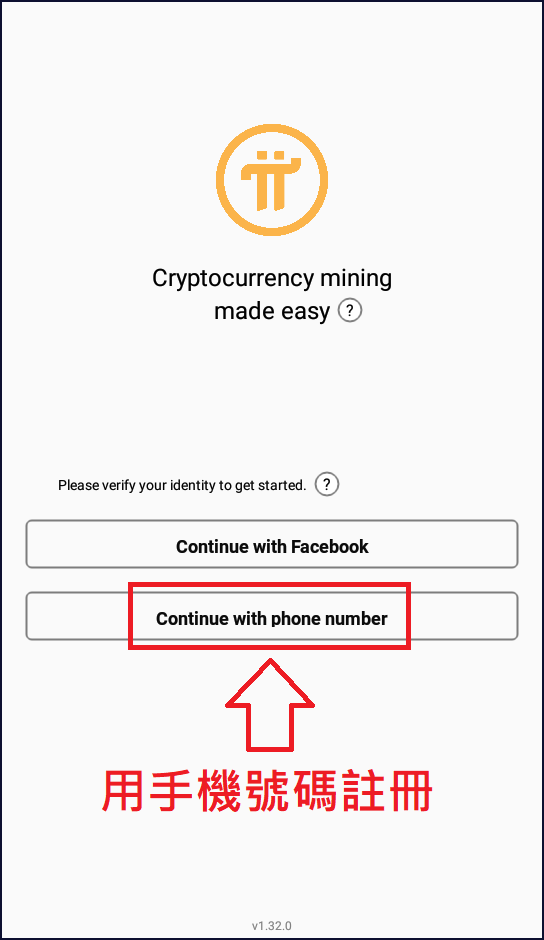 Cryptocurrency mining
made easy ?
Please verify your identity to get started. ?
Continue with Facebook
Continue with phone number
用手機號碼註冊
v1.32.0